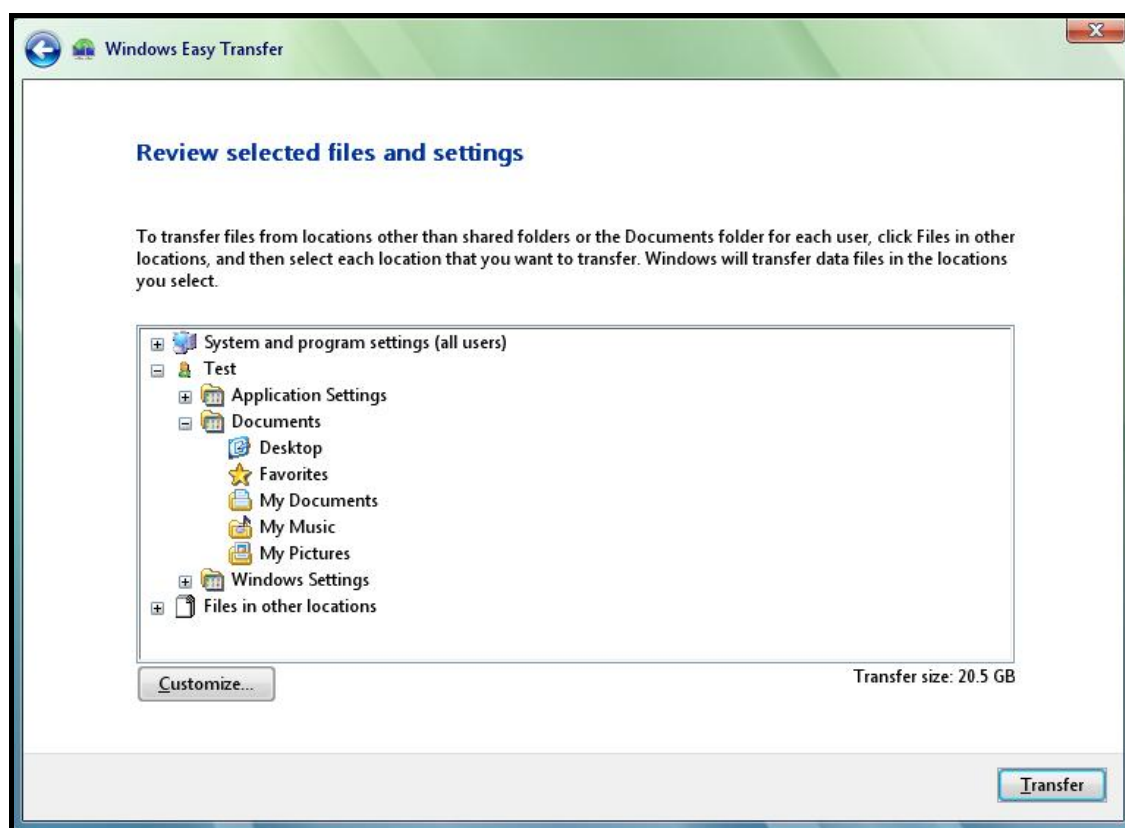 Windows Easy Transfer
Review selected files and settings
To transfer files from locations other than shared folders or the Documents folder for each user, click Files in other
locations, and then select each location that you want to transfer. Windows will transfer data files in the locations
you select.
System and program settings (all users)
Test
Application Settings
Documents
Desktop
Favorites
My Documents
My Music
My Pictures
Windows Settings
Files in other locations
Customize...
Transfer size: 20.5 GB
Transfer